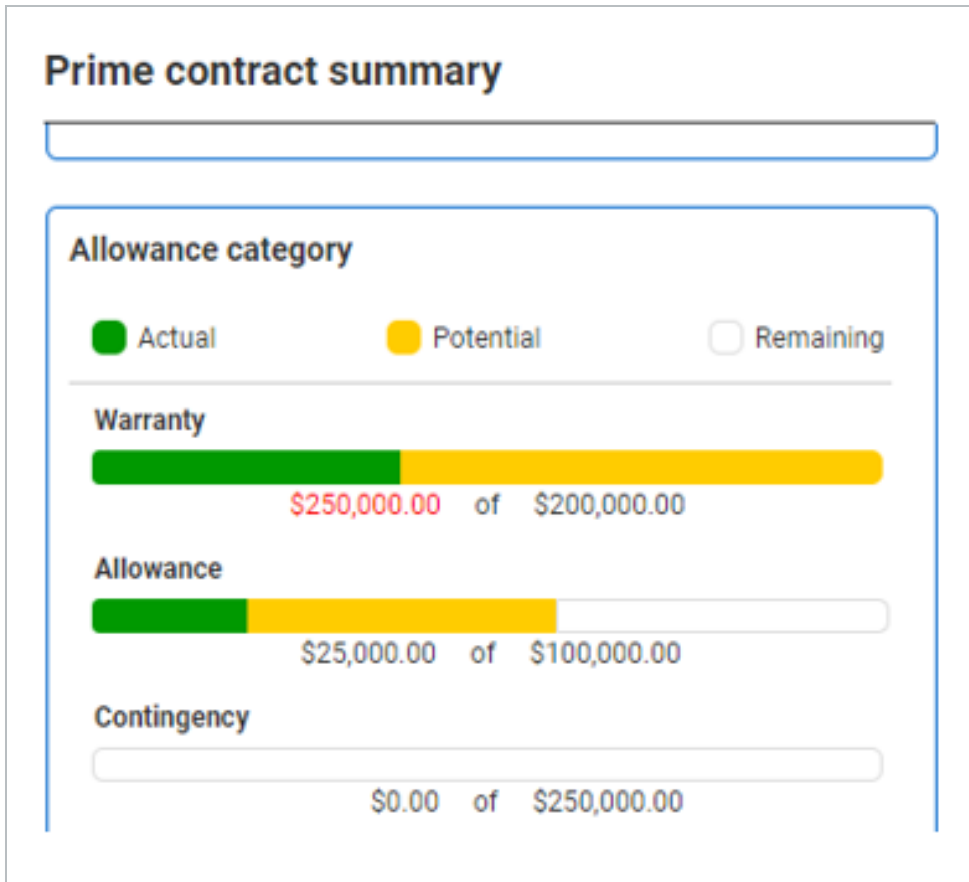 Prime contract summary
Allowance category
Actual Potential Remaining
Warranty
$250,000.00 of $200,000.00
Allowance
$25,000.00 of $100,000.00
Contingency
$0.00 of $250,000.00